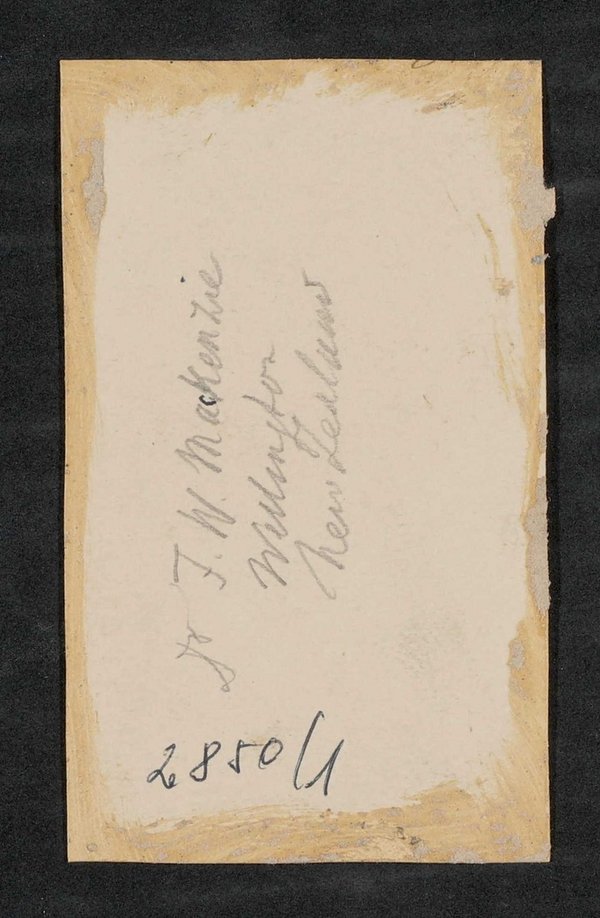 Dr F. W. Mackenzie
Wellington
New Zealand
2850/1